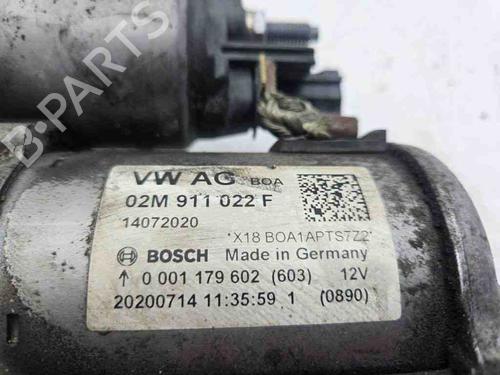 B-PARTS
VW AG BOA
02M 911 022 F
14072020
*X18 BOA1APTS7Z2*
BOSCH Made in Germany
↑ 0 001 179 602 (603) 12V
20200714 11:35:59 1 (0890)